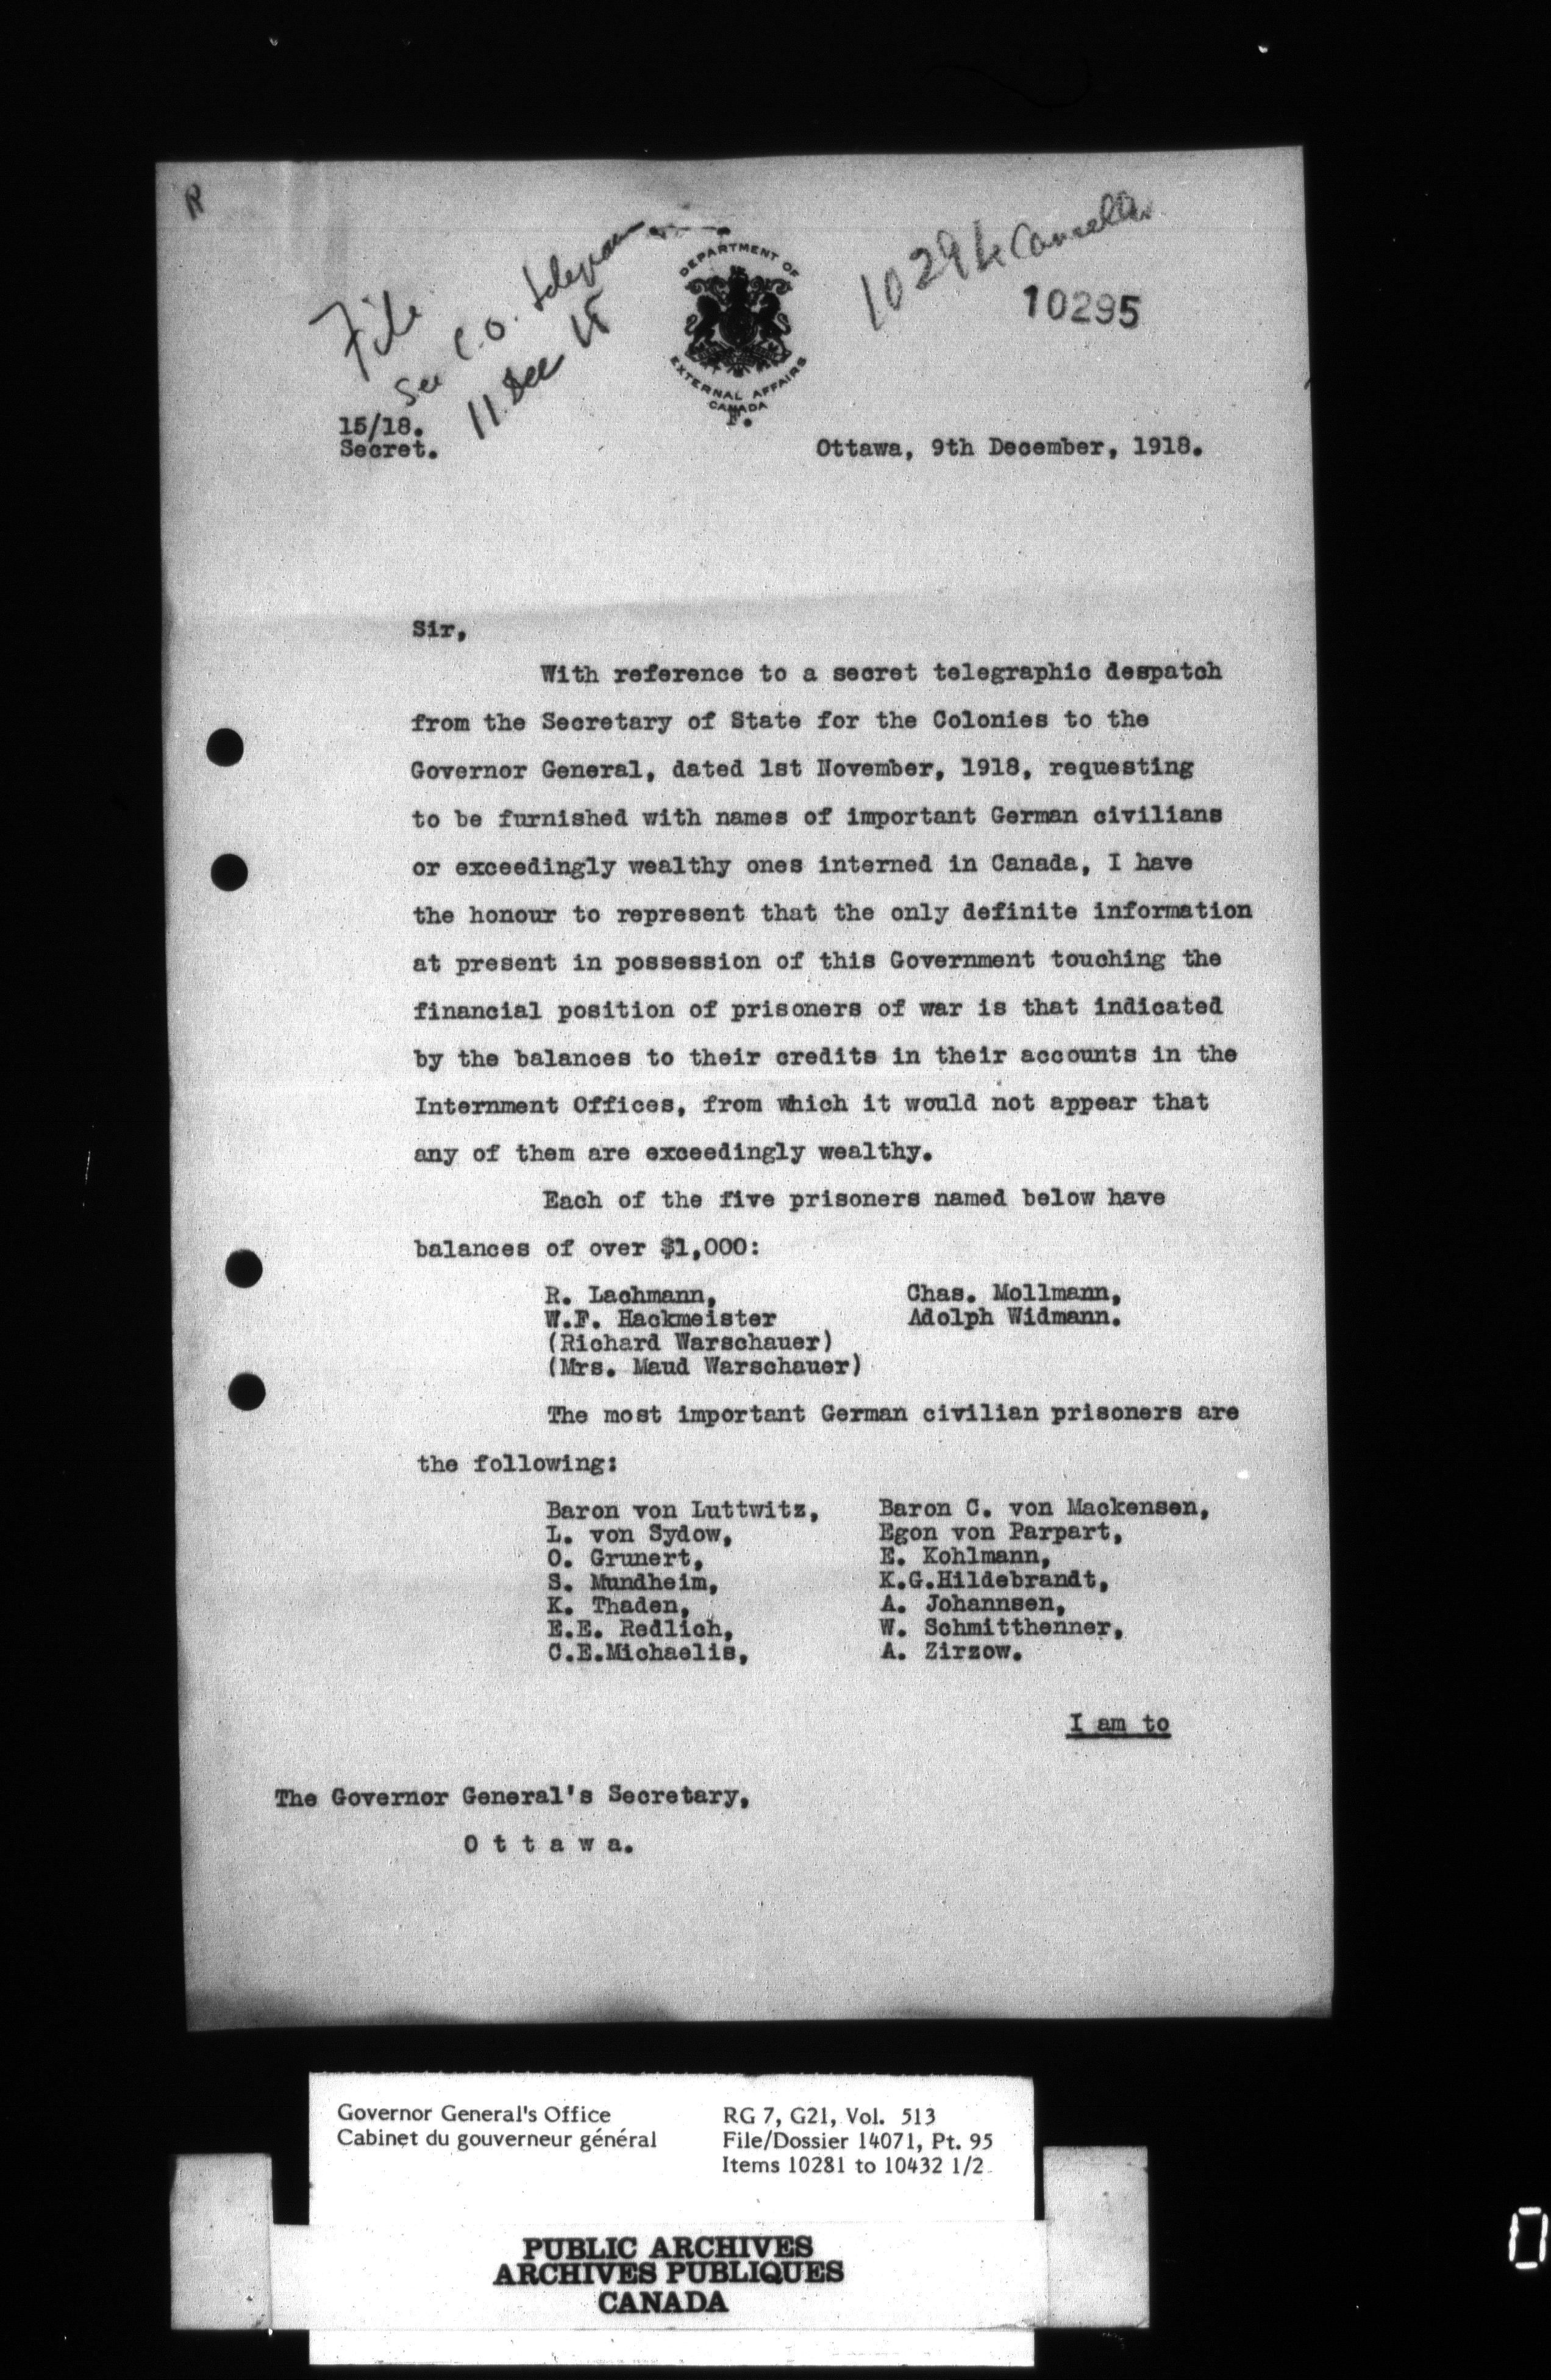 R
File
See C.O. telegram
11 Dec 18
10294 Cancelled
10295
DEPARTMENT OF
EXTERNAL AFFAIRS
CANADA
F.
15/18.
Secret.
Ottawa, 9th December, 1918.
Sir,
With reference to a secret telegraphic despatch
from the Secretary of State for the Colonies to the
Governor General, dated 1st November, 1918, requesting
to be furnished with names of important German civilians
or exceedingly wealthy ones interned in Canada, I have
the honour to represent that the only definite information
at present in possession of this Government touching the
financial position of prisoners of war is that indicated
by the balances to their credits in their accounts in the
Internment Offices, from which it would not appear that
any of them are exceedingly wealthy.
Each of the five prisoners named below have
balances of over $1,000:
R. Lachmann, Chas. Mollmann,
W.F. Hackmeister Adolph Widmann.
(Richard Warschauer)
(Mrs. Maud Warschauer)
The most important German civilian prisoners are
the following:
Baron von Luttwitz, Baron C. von Mackensen,
L. von Sydow, Egon von Parpart,
O. Grunert, E. Kohlmann,
S. Mundheim, K.G.Hildebrandt,
K. Thaden, A. Johannsen,
E.E. Redlich, W. Schmitthenner,
C.E.Michaelis, A. Zirzow.
I am to
The Governor General's Secretary,
O t t a w a.
Governor General's Office RG 7, G21, Vol. 513
Cabinet du gouverneur général File/Dossier 14071, Pt. 95
Items 10281 to 10432 1/2
PUBLIC ARCHIVES
ARCHIVES PUBLIQUES
CANADA